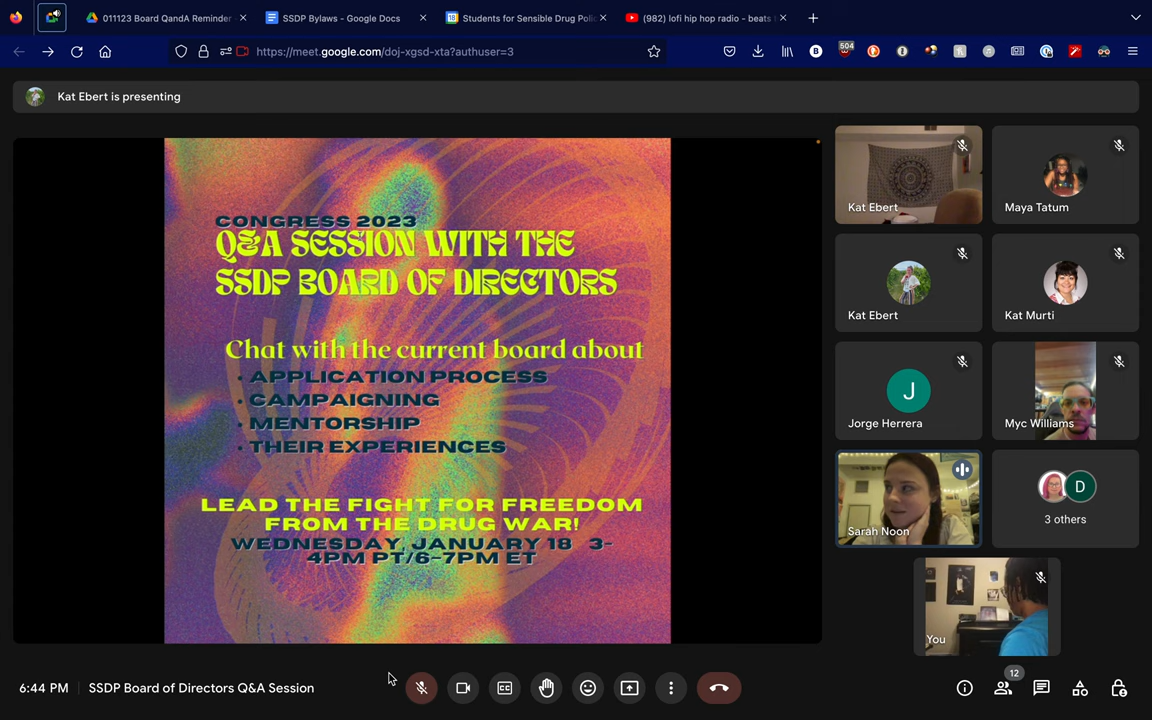 011123 Board QandA Reminder -
SSDP Bylaws - Google Docs
Students for Sensible Drug Polic
(982) lofi hip hop radio - beats
https://meet.google.com/doj-xgsd-xta?authuser=3
504
Kat Ebert is presenting
CONGRESS 2023
Q&A SESSION WITH THE
SSDP BOARD OF DIRECTORS
Chat with the current board about
• APPLICATION PROCESS
• CAMPAIGNING
• MENTORSHIP
• THEIR EXPERIENCES
LEAD THE FIGHT FOR FREEDOM
FROM THE DRUG WAR!
WEDNESDAY, JANUARY 18 3-
4PM PT/6-7PM ET
Kat Ebert
Maya Tatum
Kat Ebert
Kat Murti
J
Jorge Herrera
Myc Williams
Sarah Noon
D
3 others
You
6:44 PM
SSDP Board of Directors Q&A Session
CC
12